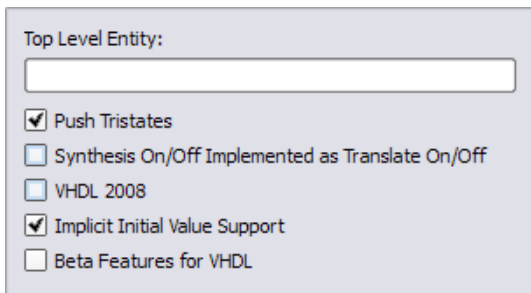 Top Level Entity:
Push Tristates
Synthesis On/Off Implemented as Translate On/Off
VHDL 2008
Implicit Initial Value Support
Beta Features for VHDL